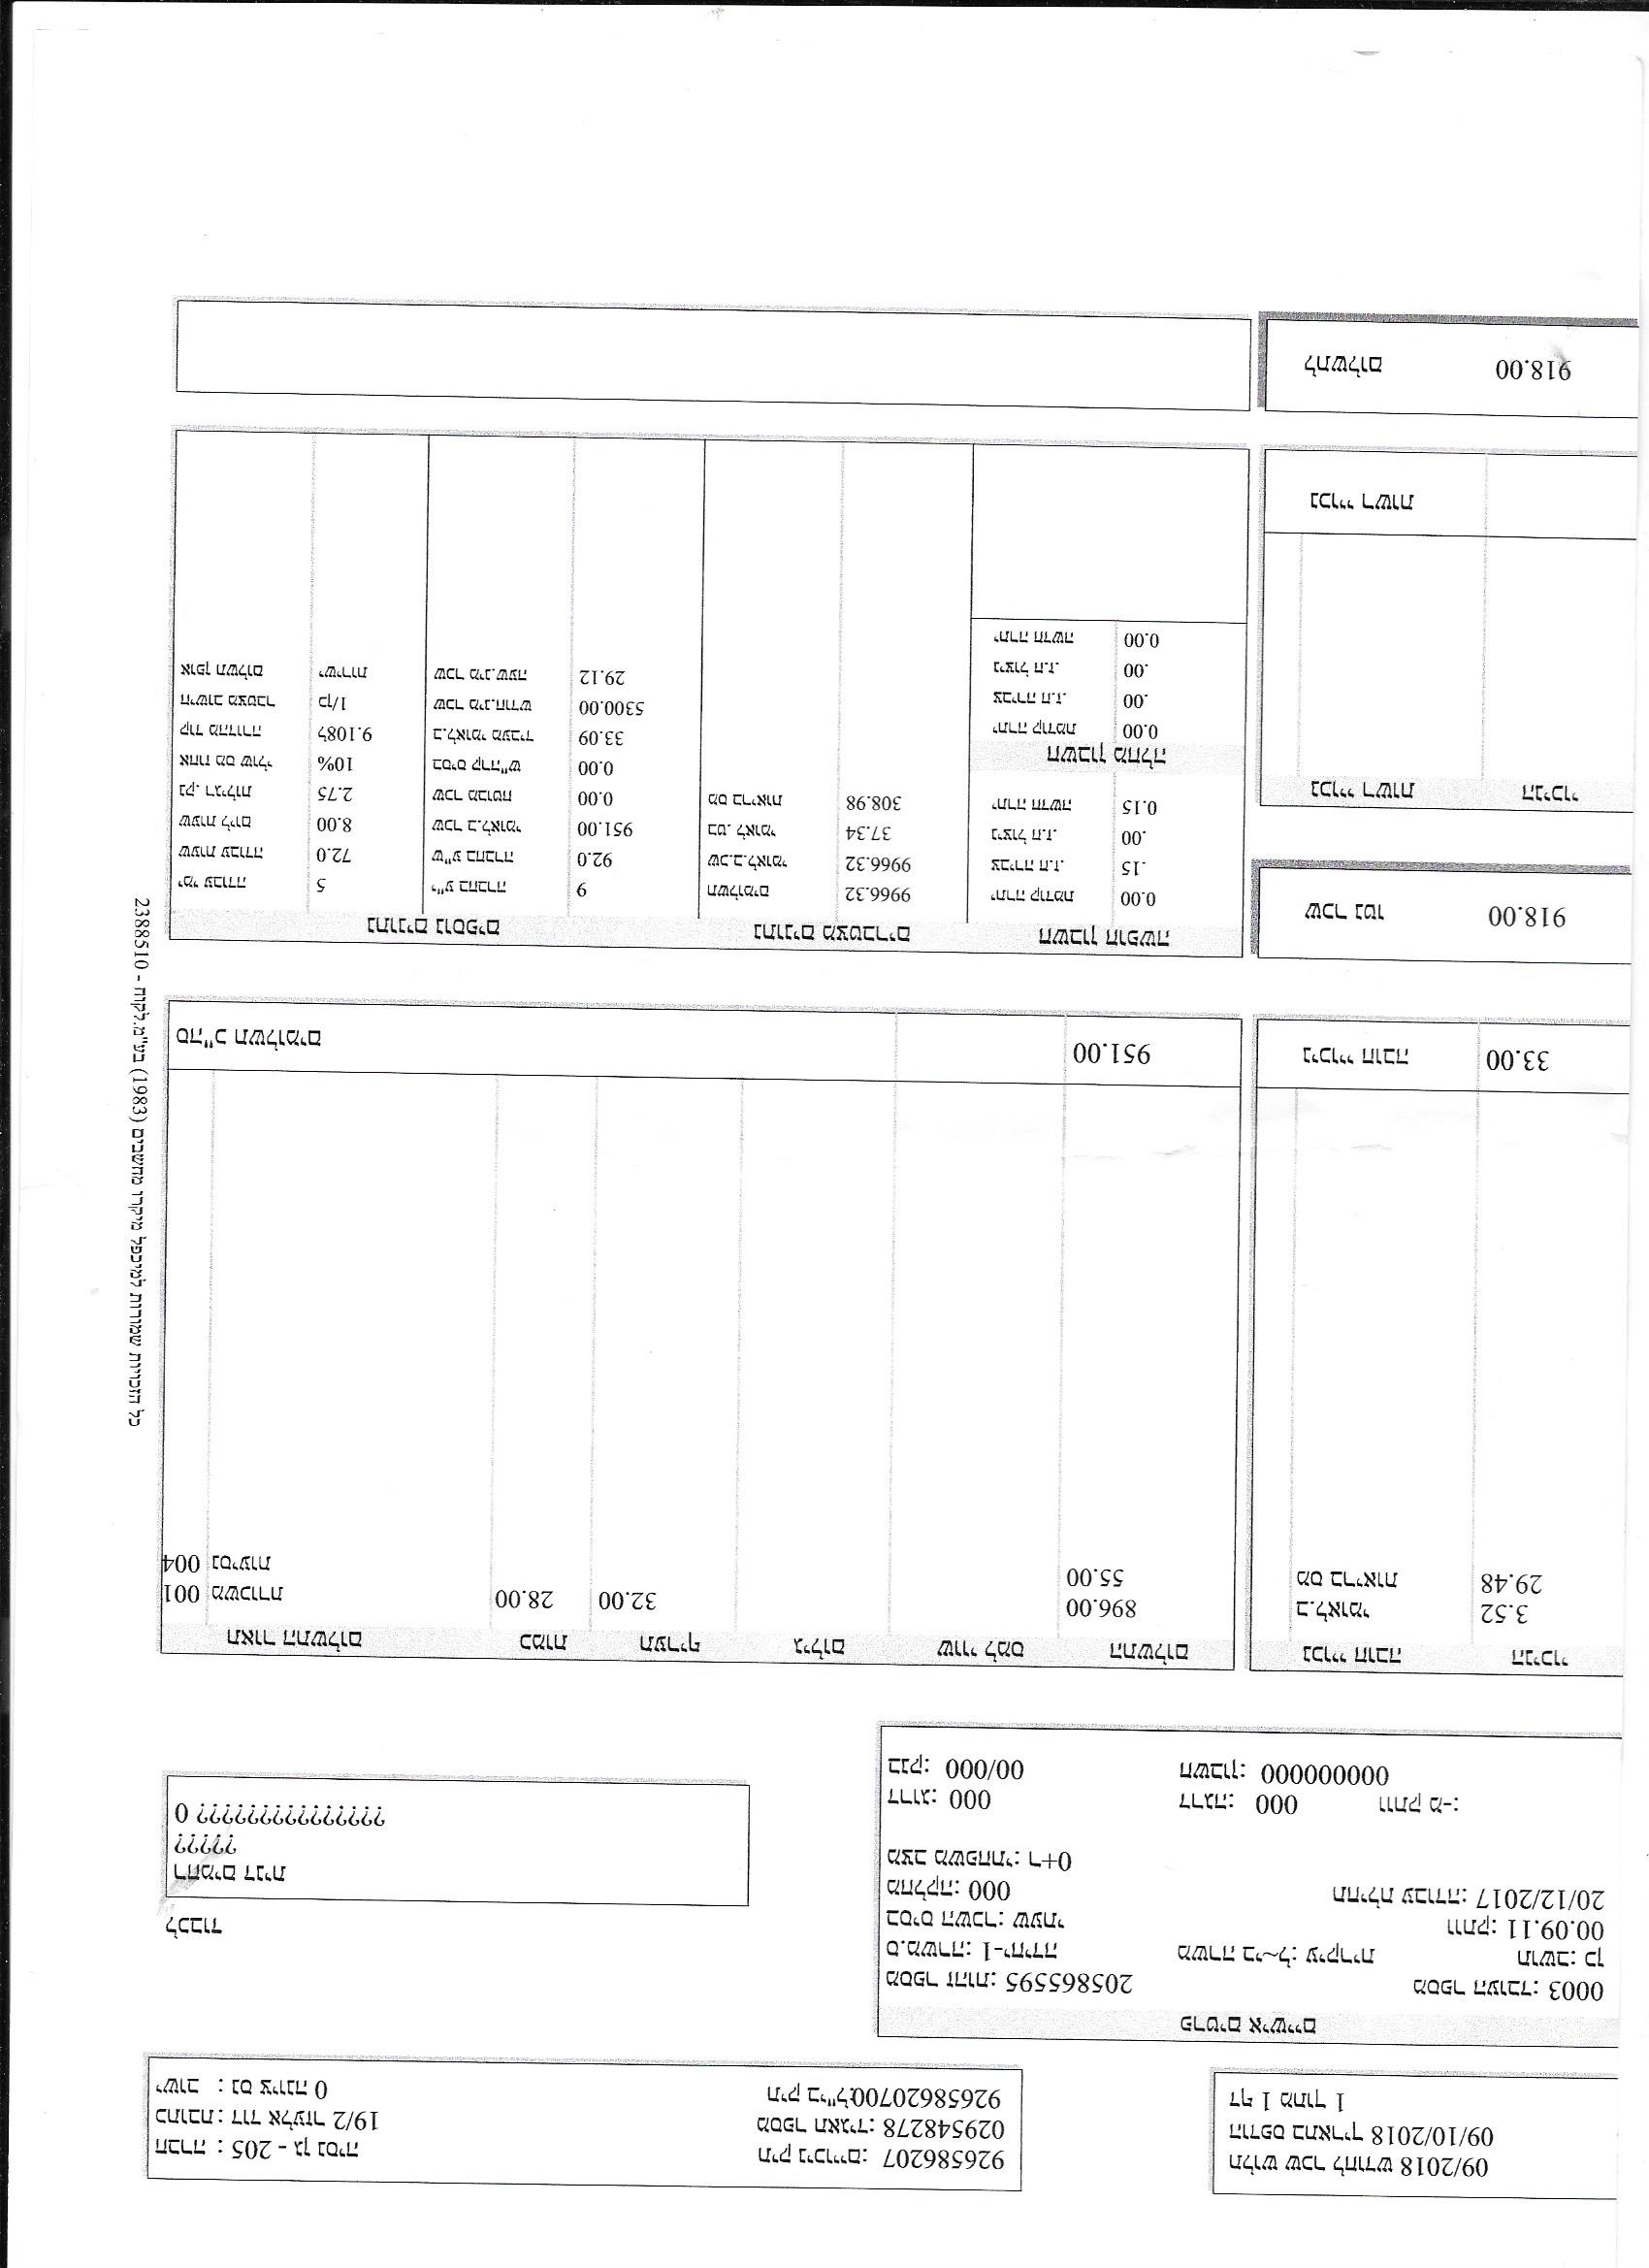 חברה : 205 - גן נסיה
כתובת: דוד אלעזר 19/2
ישוב : נס ציונה 0
תיק ניכויים: 926586207
מספר תאגיד: 029548278
תיק בי"ל:92658620700
תלוש שכר לחודש 09/2018
הודפס בתאריך 09/10/2018
דף 1 מתוך 1
פרטים אישיים
מספר זהות: 205865595 מספר העובד: 0003
ס.משרה: 1-יחידה משרה בי~ל: עיקרית תושב: כן
בסיס השכר: שעתי וותק: 00.09.11
מחלקה: 000 תחילת עבודה: 20/12/2017
מצב משפחתי: ר+0
דרוג: 000 דרגה: 000 וותק מ-:
בנק: 00/000 חשבון: 000000000
לכבוד
רחמים דנית
?????
0 ???????????????
תאור התשלום כמות תעריף גילום שווי למס התשלום
001 משכורת 28.00 32.00 896.00
004 נסיעות 55.00
סה"כ תשלומים 951.00
נכויי חובה הניכוי
ב.לאומי 3.52
מס בריאות 29.48
ניכויי חובה 33.00
כל הזכויות שמורות למיכפל מיקרו מחשבים (1983) בע"מ.לקוח - 2388510
נתונים נוספים
ימי עבודה 5 י"ע בחברה 9
שעות עבודה 72.0 ש"ע בחברה 92.0
שעות ליום 8.00 שכר ב.לאומי 951.00
נק. רגילות 2.75 שכר מבוטח 0.00
אחוז מס שולי 10% בסיס קרה"ש 0.00
קוד מהדורה 9.108ל ב.לאומי מעביד 33.09
חישוב מצטבר כן/1 שכר מינ.חודש 5300.00
אופן תשלום ישירות שכר מינ.שעה 29.12
נתונים מצטברים
תשלומים 9966.32
שכ.ב.לאומי 9966.32
בט. לאומי 37.34
מס בריאות 308.98
חשבון חופשה
יתרה קודמת 0.00
צבירה ח.ז. .15
ניצול ח.ז. .00
יתרה חדשה 0.15
חשבון מחלה
יתרה קודמת 0.00
צבירה ח.ז. .00
ניצול ח.ז. .00
יתרה חדשה 0.00
שכר נטו 918.00
נכויי רשות הניכוי
נכויי רשות
לתשלום 918.00